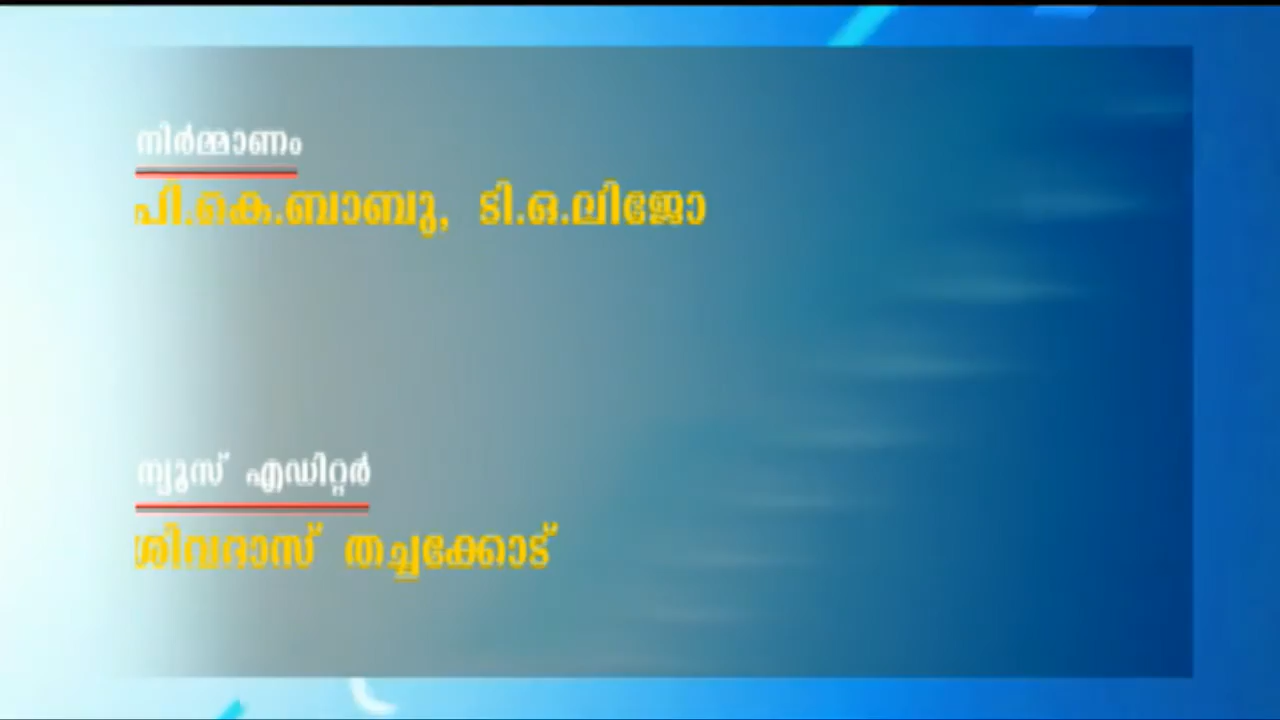 നിർമ്മാണം
പി.കെ.ബാബു, ടി.ഒ.ലിജോ
ന്യൂസ് എഡിറ്റർ
ശിവദാസ് തച്ചക്കോട്